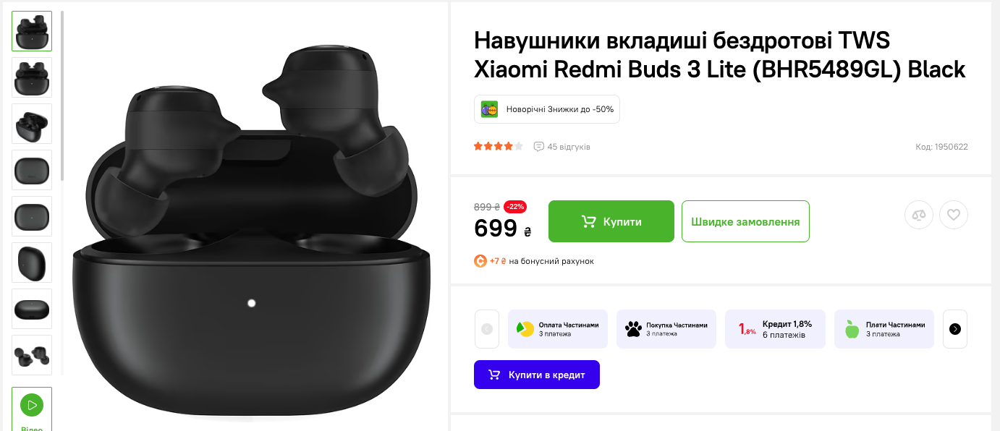 Навушники вкладиші бездротові TWS
Xiaomi Redmi Buds 3 Lite (BHR5489GL) Black
Новорічні Знижки до -50%
45 відгуків
Код: 1950622
899 ₴ -22%
699 ₴
Купити
Швидке замовлення
+7 ₴ на бонусний рахунок
Оплата Частинами
3 платежа
Покупка Частинами
3 платежа
1,8%
Кредит 1,8%
6 платежів
Плати Частинами
3 платежа
Купити в кредит
Відео